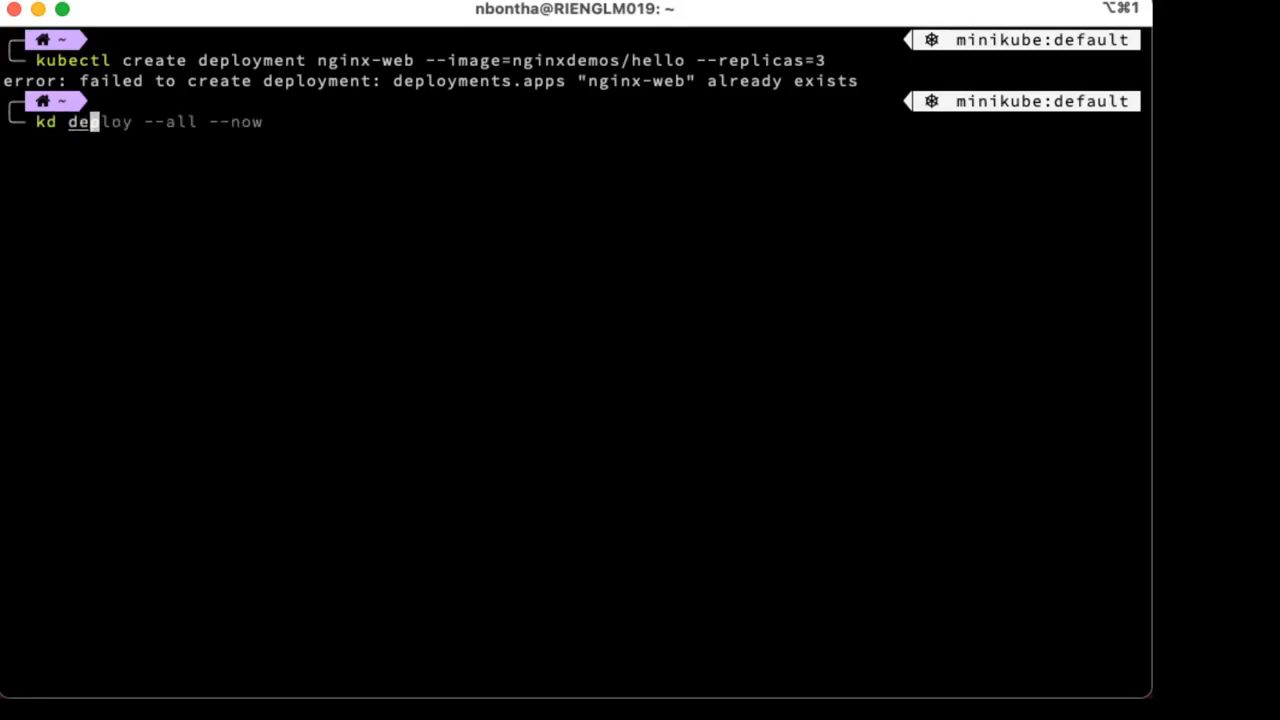 nbontha@RIENGLM019: ~
⌥⌘1
~
minikube:default
kubectl create deployment nginx-web --image=nginxdemos/hello --replicas=3
error: failed to create deployment: deployments.apps "nginx-web" already exists
~
minikube:default
kd deploy --all --now